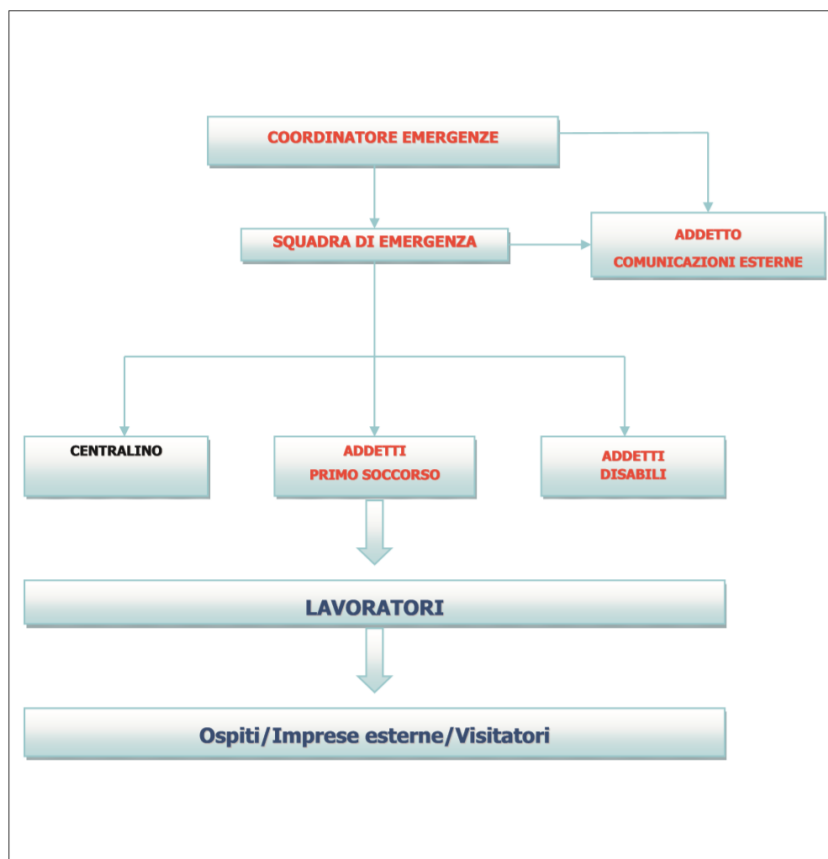 COORDINATORE EMERGENZE
SQUADRA DI EMERGENZA
ADDETTO
COMUNICAZIONI ESTERNE
CENTRALINO
ADDETTI
PRIMO SOCCORSO
ADDETTI
DISABILI
LAVORATORI
Ospiti/Imprese esterne/Visitatori